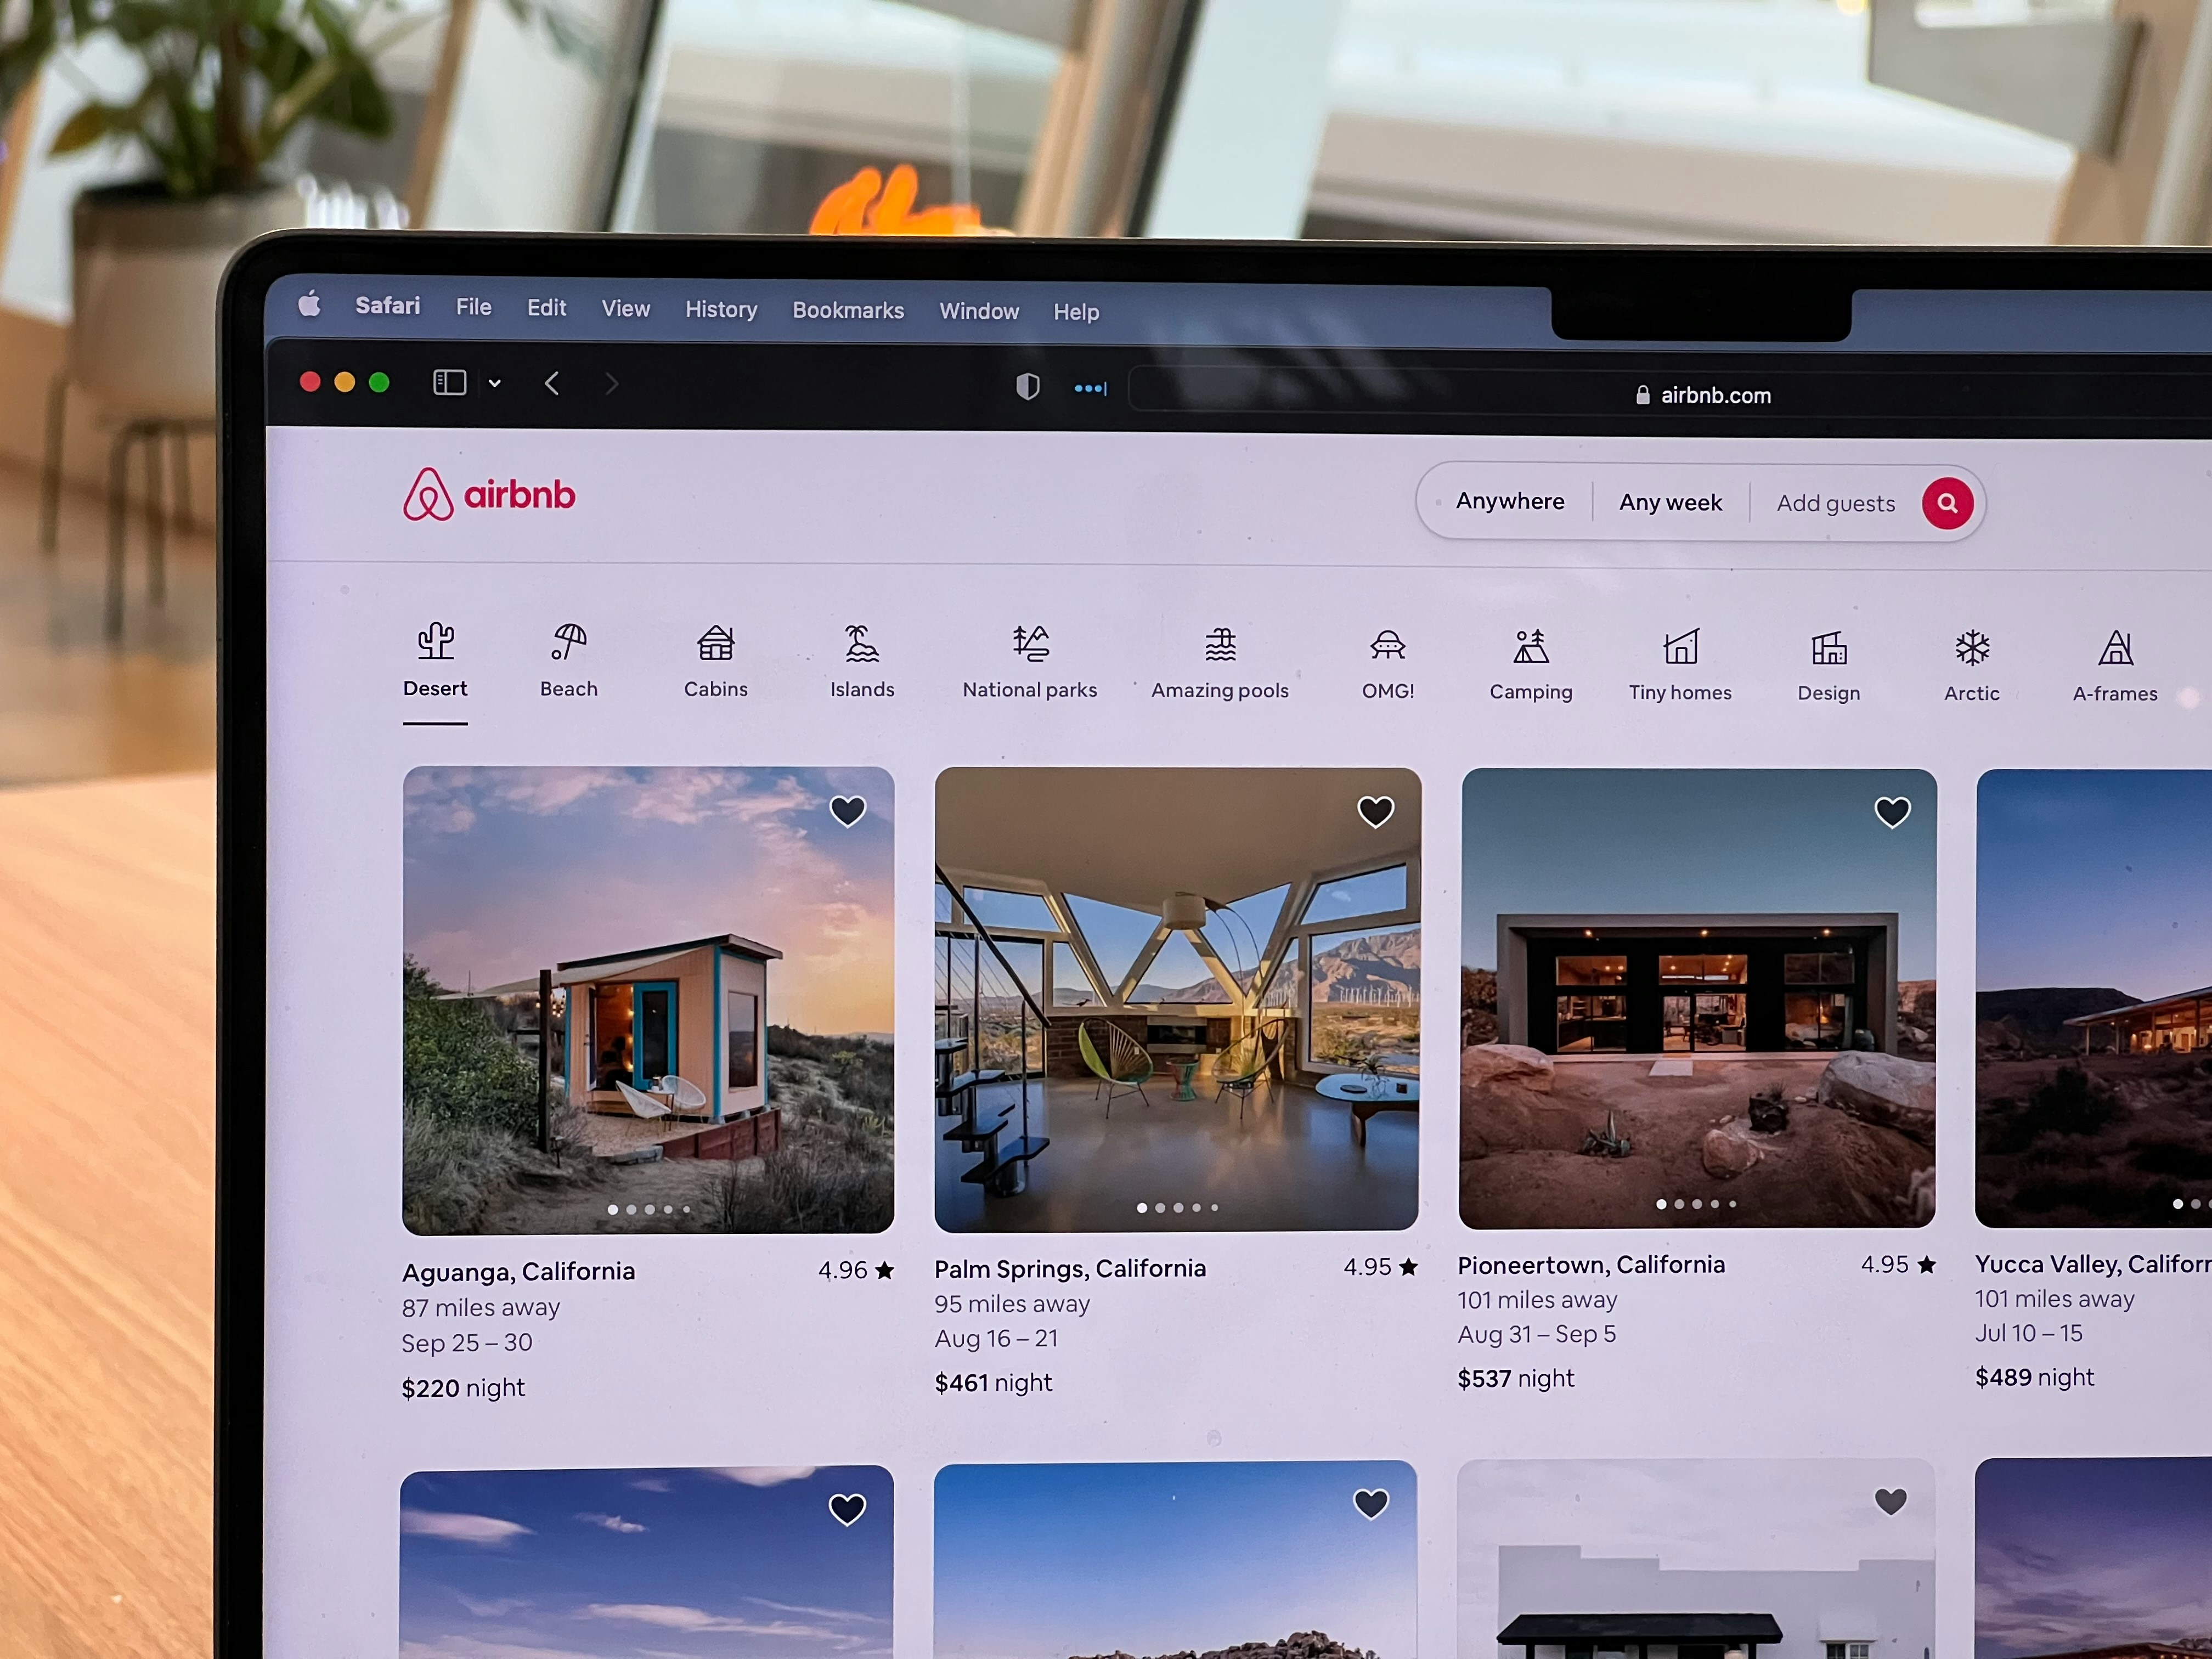 Safari File Edit View History Bookmarks Window Help
airbnb.com
airbnb
Anywhere Any week Add guests
Desert Beach Cabins Islands National parks Amazing pools OMG! Camping Tiny homes Design Arctic A-frames
Aguanga, California 4.96 ★
87 miles away
Sep 25 – 30
$220 night
Palm Springs, California 4.95 ★
95 miles away
Aug 16 – 21
$461 night
Pioneertown, California 4.95 ★
101 miles away
Aug 31 – Sep 5
$537 night
Yucca Valley, Califor
101 miles away
Jul 10 – 15
$489 night